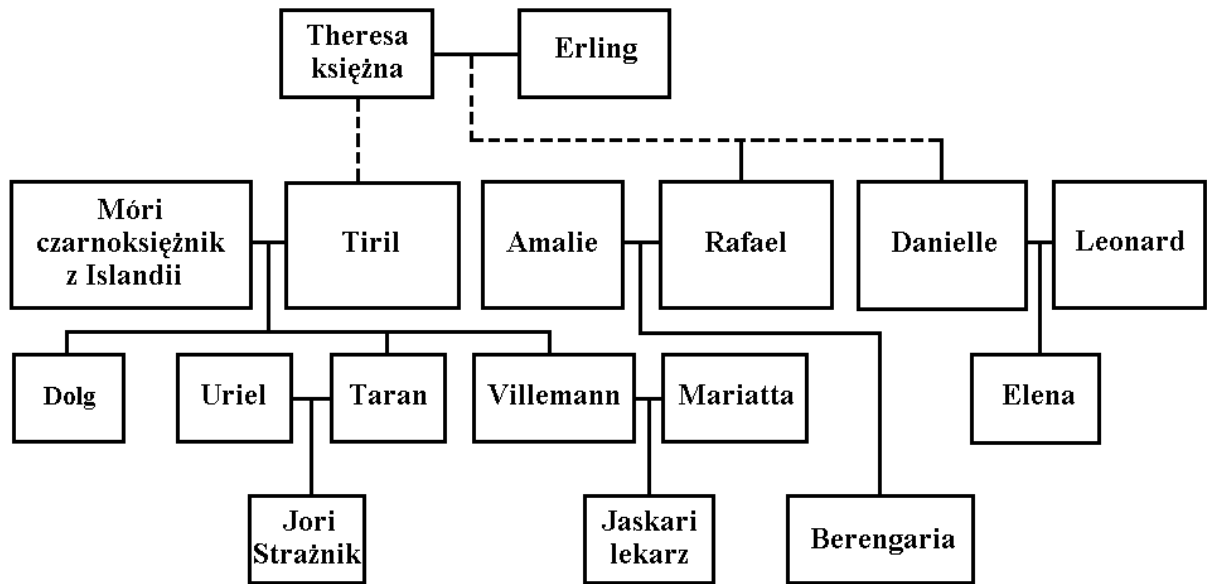 Theresa
księżna
Erling
Móri
czarnoksiężnik
z Islandii
Tiril
Amalie
Rafael
Danielle
Leonard
Dolg
Uriel
Taran
Villemann
Mariatta
Elena
Jori
Strażnik
Jaskari
lekarz
Berengaria